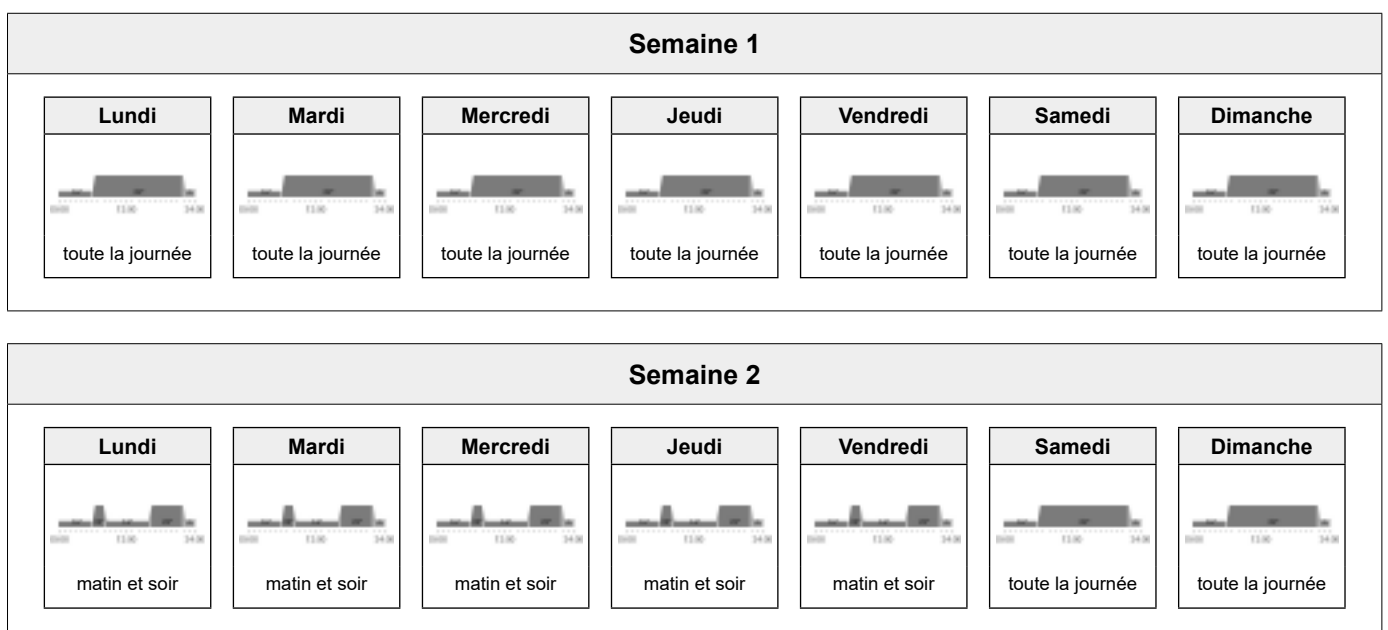 Semaine 1
Lundi Mardi Mercredi Jeudi Vendredi Samedi Dimanche
toute la journée toute la journée toute la journée toute la journée toute la journée toute la journée toute la journée
Semaine 2
Lundi Mardi Mercredi Jeudi Vendredi Samedi Dimanche
matin et soir matin et soir matin et soir matin et soir matin et soir toute la journée toute la journée